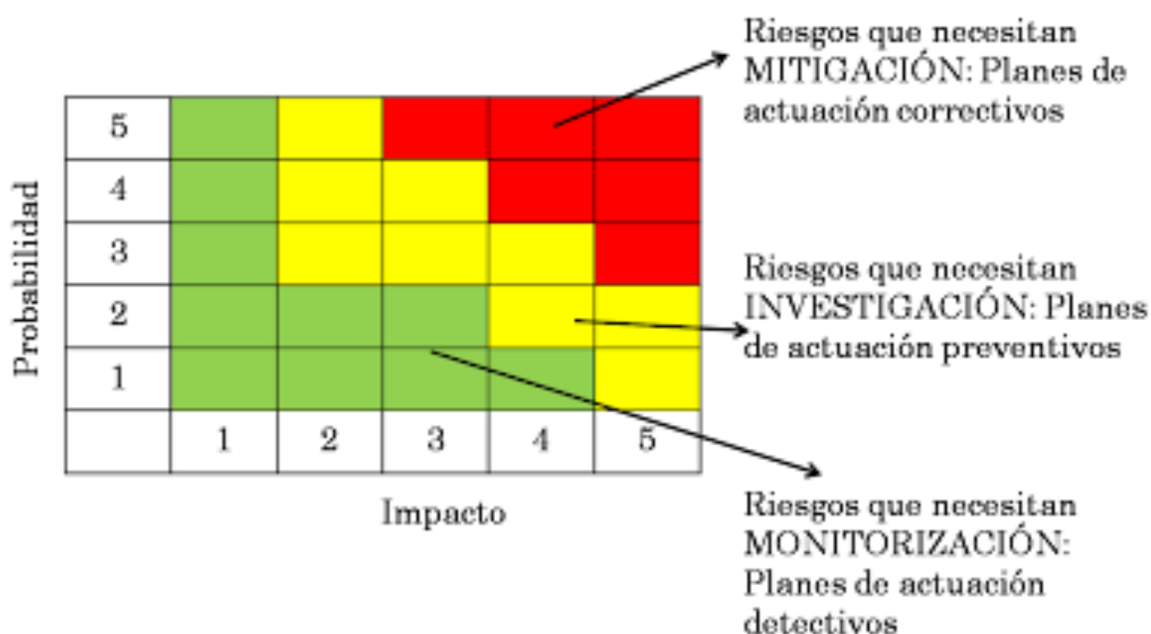 Riesgos que necesitan
MITIGACIÓN: Planes de
actuación correctivos
Probabilidad
5
4
3
2
1
1 2 3 4 5
Impacto
Riesgos que necesitan
INVESTIGACIÓN: Planes
de actuación preventivos
Riesgos que necesitan
MONITORIZACIÓN:
Planes de actuación
detectivos